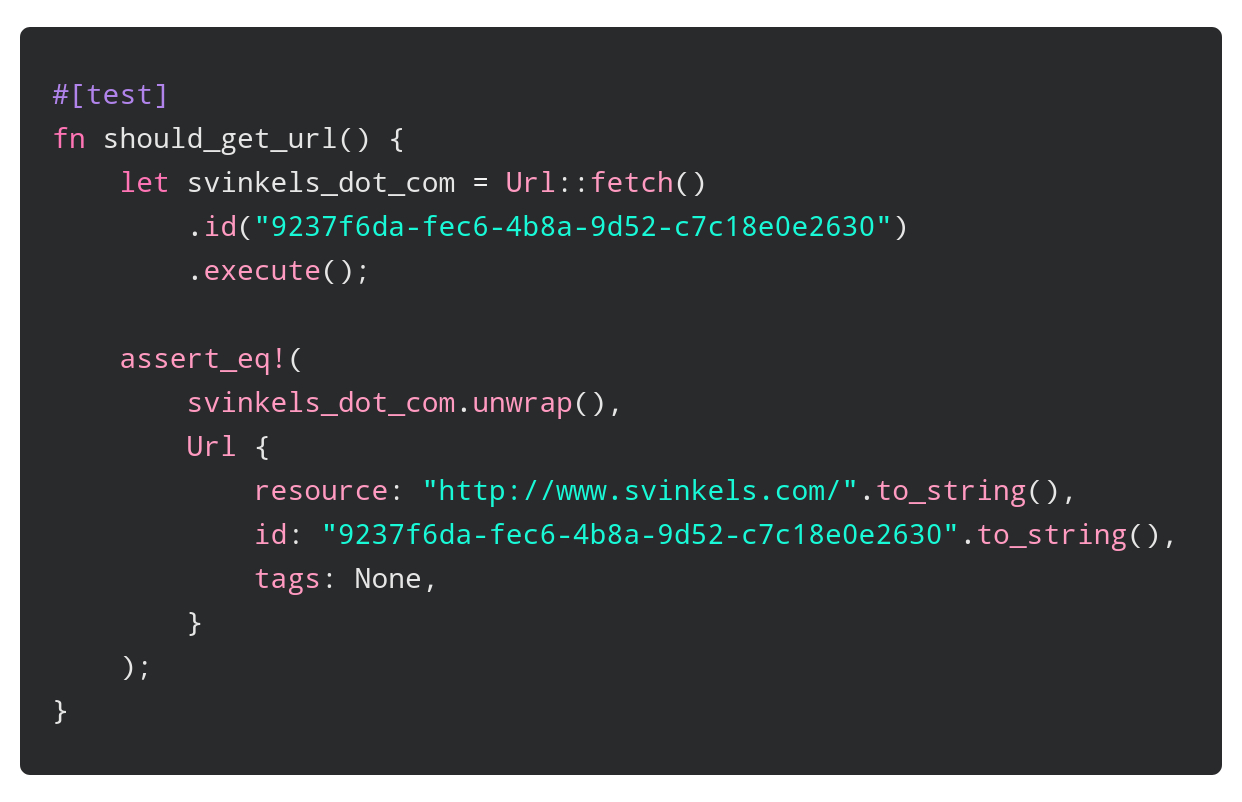 #[test]
fn should_get_url() {
    let svinkels_dot_com = Url::fetch()
        .id("9237f6da-fec6-4b8a-9d52-c7c18e0e2630")
        .execute();

    assert_eq!(
        svinkels_dot_com.unwrap(),
        Url {
            resource: "http://www.svinkels.com/".to_string(),
            id: "9237f6da-fec6-4b8a-9d52-c7c18e0e2630".to_string(),
            tags: None,
        }
    );
}